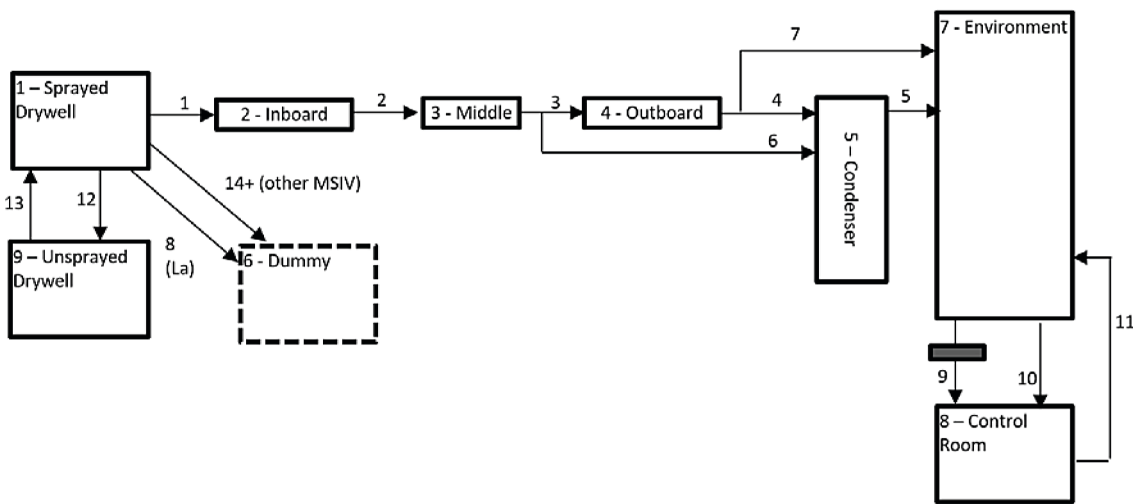 7 - Environment
7
1 – Sprayed
Drywell
1
2 - Inboard
2
3 - Middle
3
4 - Outboard
4
5
6
5 – Condenser
14+ (other MSIV)
13
12
8
(La)
9 – Unsprayed
Drywell
6 - Dummy
11
9
10
8 – Control
Room